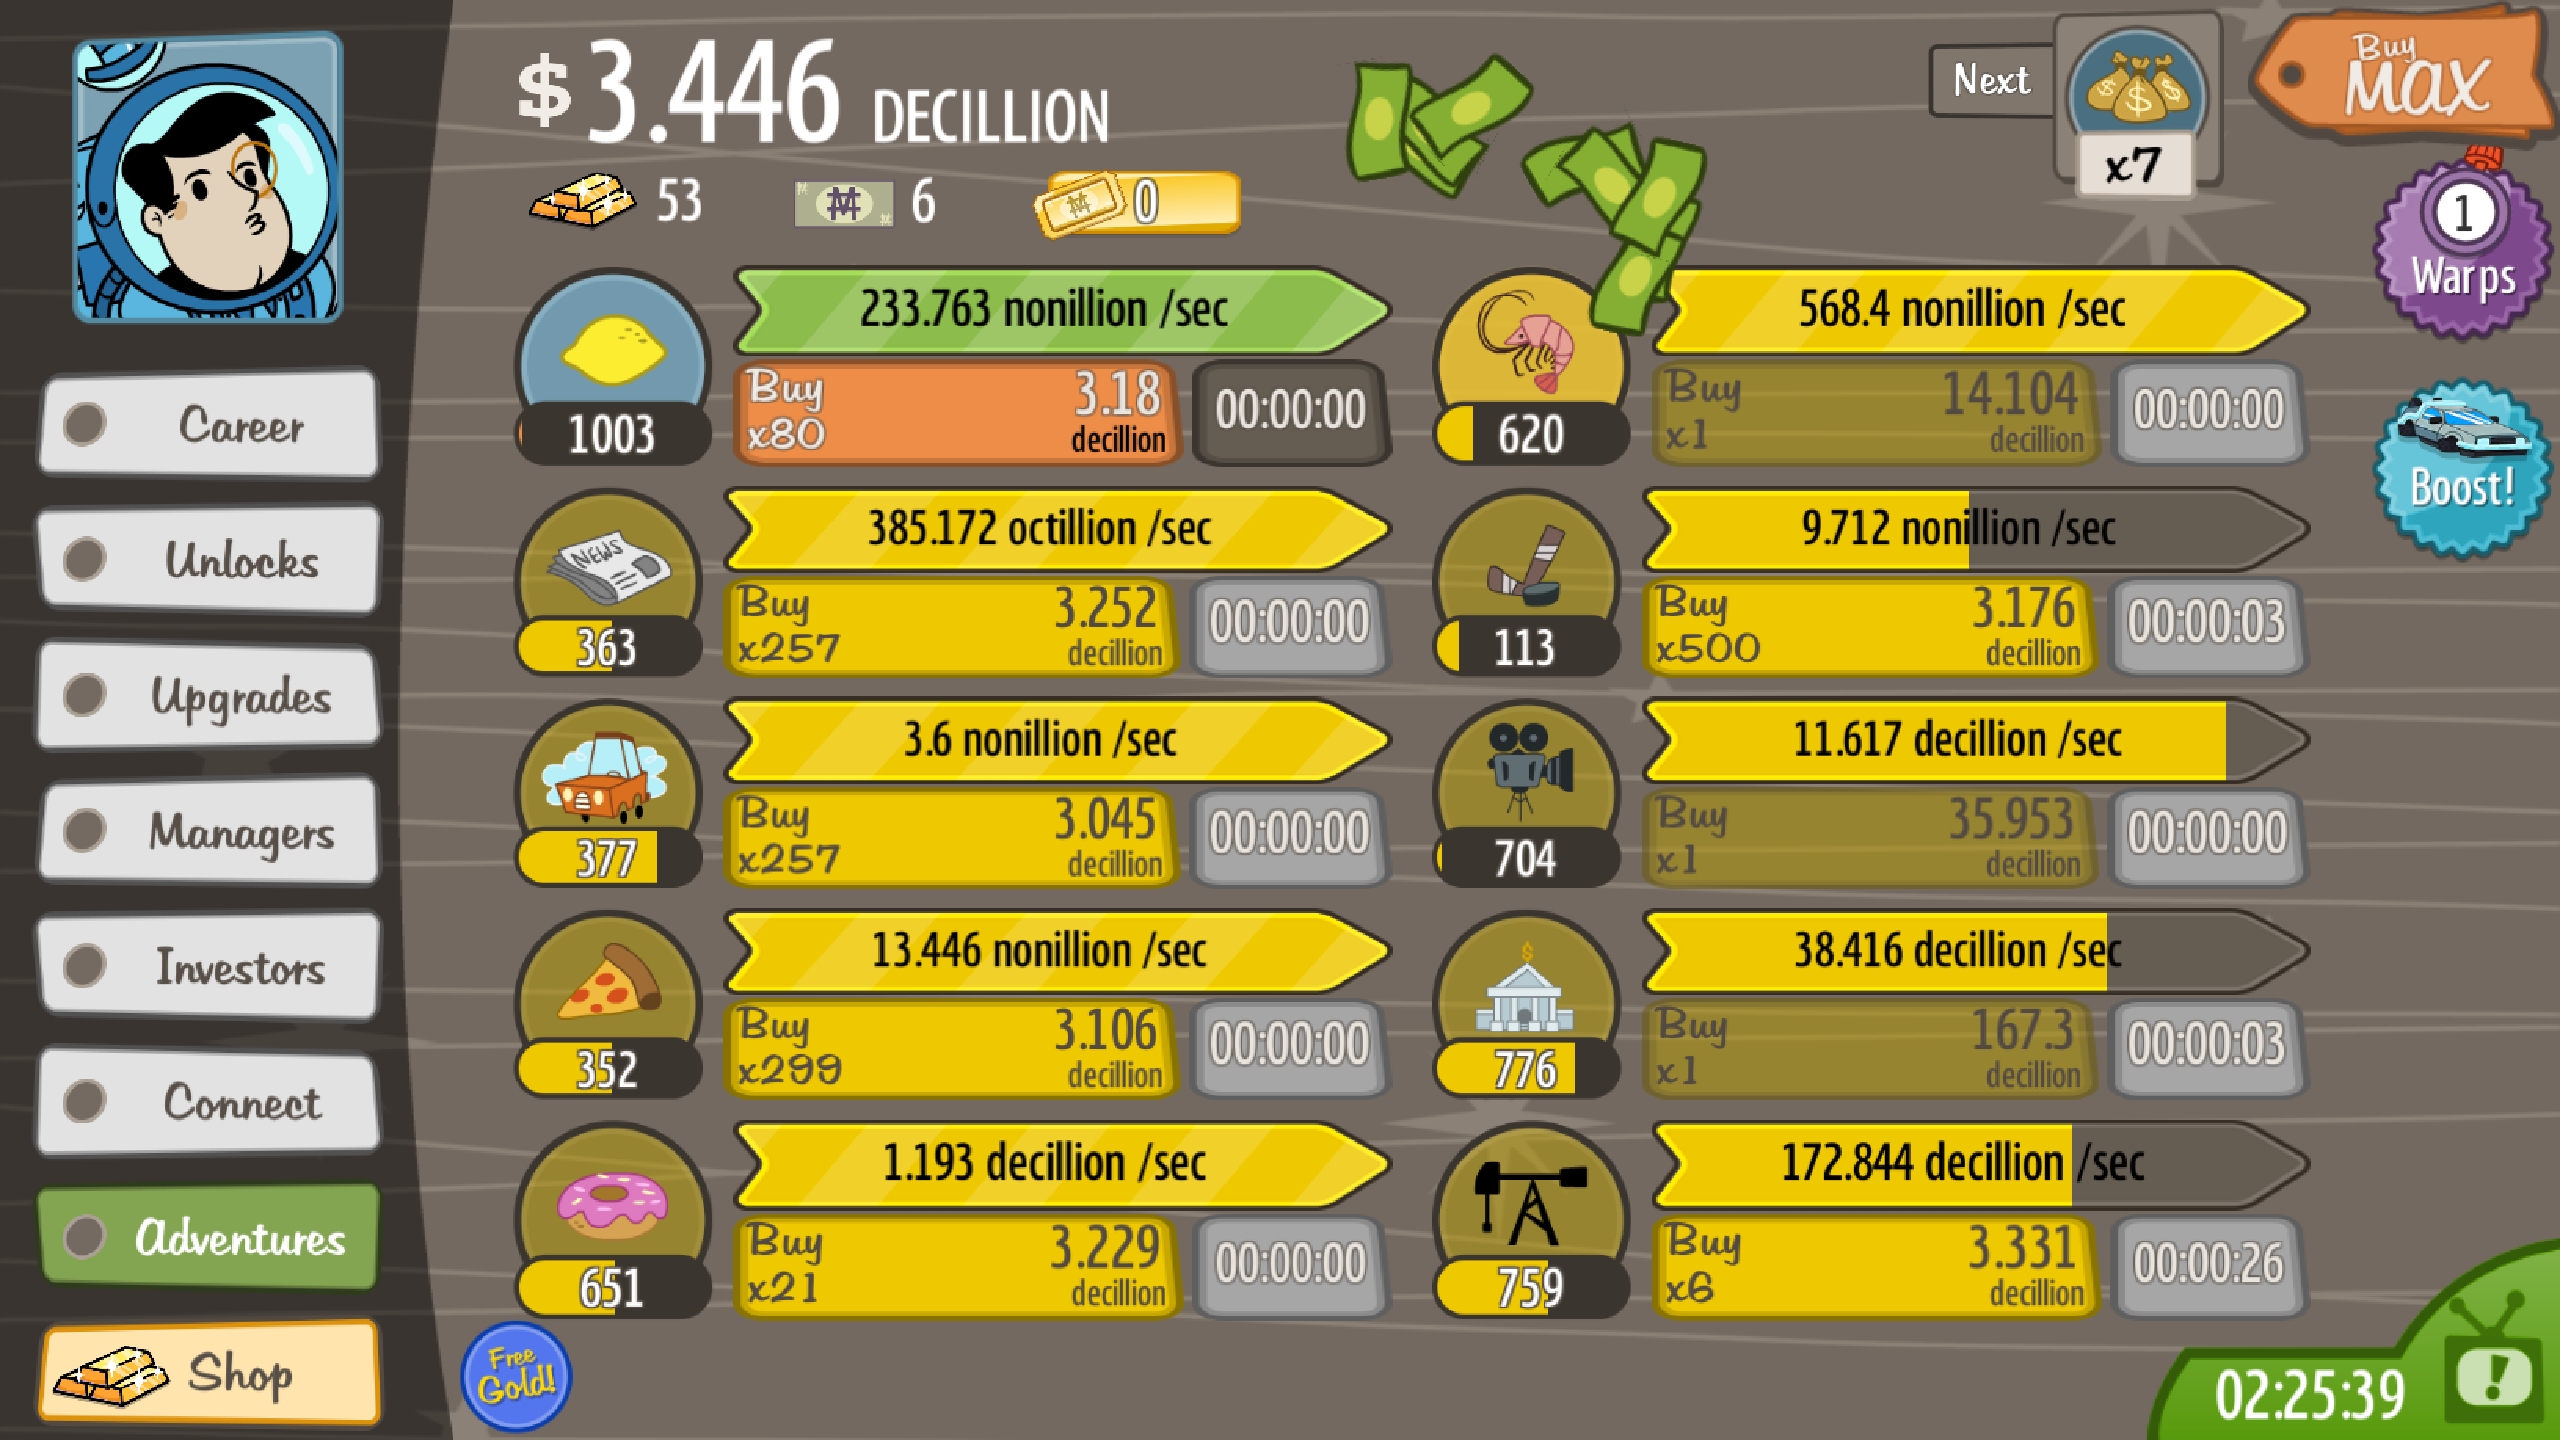 $ 3.446 DECILLION
53
6
0
Next
x7
Buy
MAX
1
Warps
Boost!
Career
Unlocks
Upgrades
Managers
Investors
Connect
Adventures
Shop
233.763 nonillion /sec
1003
Buy
x80
3.18
decillion
00:00:00
568.4 nonillion /sec
620
Buy
x1
14.104
decillion
00:00:00
NEWS
385.172 octillion /sec
363
Buy
x257
3.252
decillion
00:00:00
9.712 nonillion /sec
113
Buy
x500
3.176
decillion
00:00:03
3.6 nonillion /sec
377
Buy
x257
3.045
decillion
00:00:00
11.617 decillion /sec
704
Buy
x1
35.953
decillion
00:00:00
13.446 nonillion /sec
352
Buy
x299
3.106
decillion
00:00:00
38.416 decillion /sec
776
Buy
x1
167.3
decillion
00:00:03
1.193 decillion /sec
651
Buy
x21
3.229
decillion
00:00:00
172.844 decillion /sec
759
Buy
x6
3.331
decillion
00:00:26
Free
Gold!
02:25:39
!